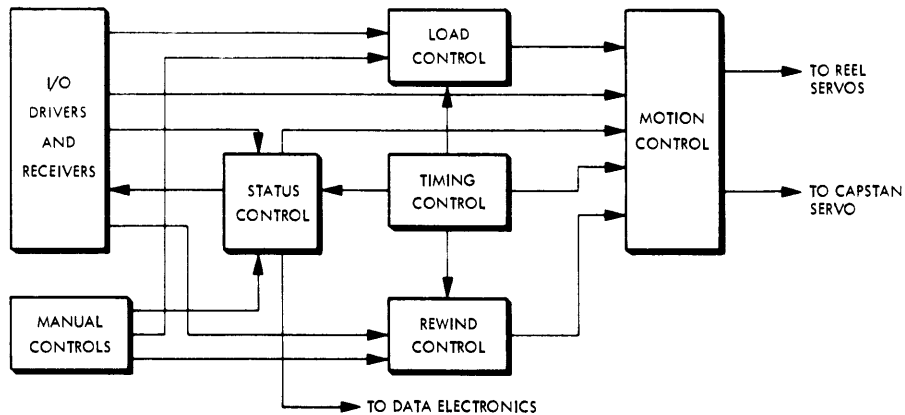 I/O
DRIVERS
AND
RECEIVERS
LOAD
CONTROL
MOTION
CONTROL
TO REEL
SERVOS
STATUS
CONTROL
TIMING
CONTROL
TO CAPSTAN
SERVO
MANUAL
CONTROLS
REWIND
CONTROL
TO DATA ELECTRONICS